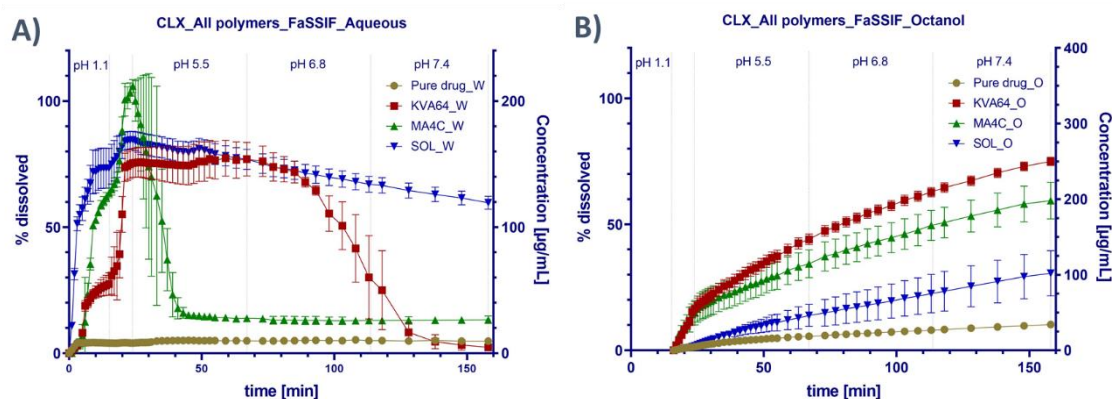 A)
CLX_All polymers_FaSSIF_Aqueous
pH 1.1 pH 5.5 pH 6.8 pH 7.4
Pure drug_W
KVA64_W
MA4C_W
SOL_W
% dissolved
100
50
0
Concentration [µg/mL]
200
100
0
0 50 100 150
time [min]
B)
CLX_All polymers_FaSSIF_Octanol
pH 1.1 pH 5.5 pH 6.8 pH 7.4
Pure drug_O
KVA64_O
MA4C_O
SOL_O
% dissolved
100
50
0
Concentration [µg/mL]
400
300
200
100
0
0 50 100 150
time [min]